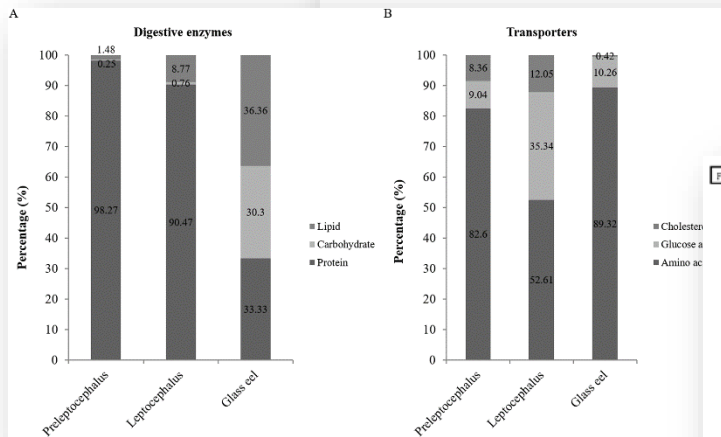 A
Digestive enzymes
Percentage (%)
100
90
80
70
60
50
40
30
20
10
0
1.48
0.25
98.27
8.77
0.76
90.47
36.36
30.3
33.33
Lipid
Carbohydrate
Protein
Preleptocephalus
Leptocephalus
Glass eel
B
Transporters
Percentage (%)
100
90
80
70
60
50
40
30
20
10
0
8.36
9.04
82.6
12.05
35.34
52.61
0.42
10.26
89.32
Glucose
Amino
Preleptocephalus
Leptocephalus
Glass eel